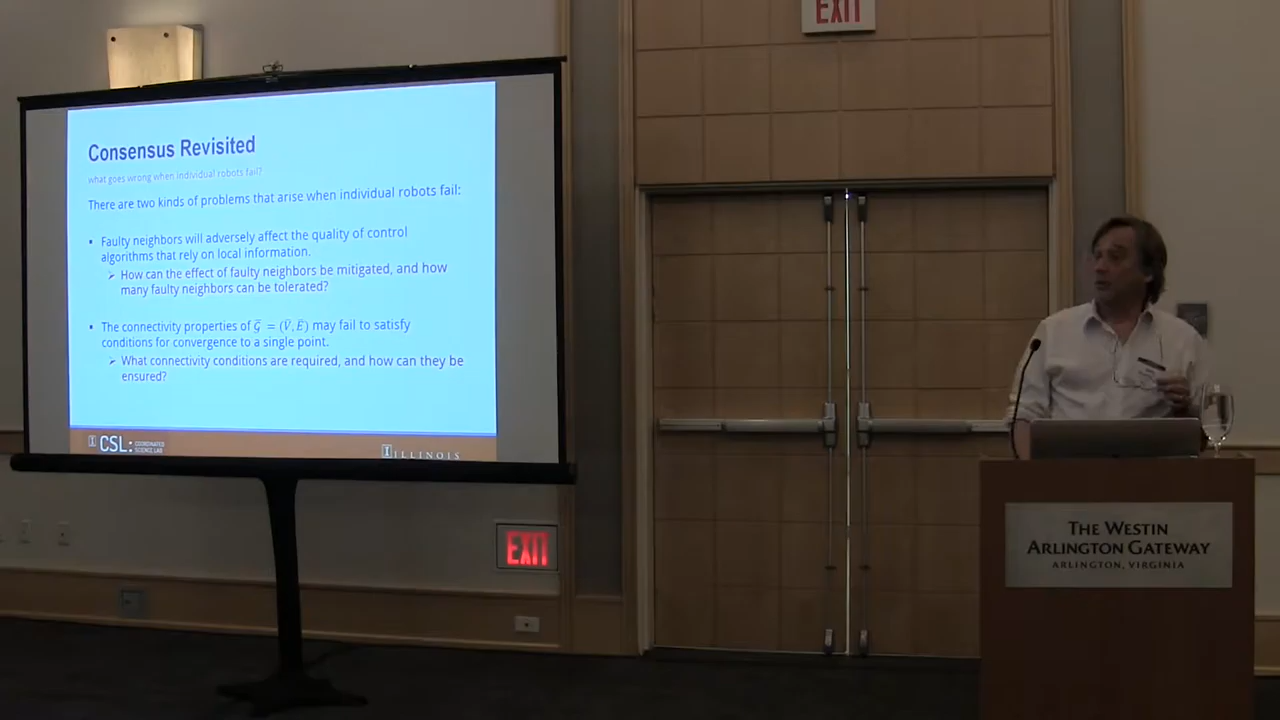 EXIT
Consensus Revisited
what goes wrong when individual robots fail?
There are two kinds of problems that arise when individual robots fail:
▪ Faulty neighbors will adversely affect the quality of control
algorithms that rely on local information.
➢ How can the effect of faulty neighbors be mitigated, and how
many faulty neighbors can be tolerated?
▪ The connectivity properties of 𝒢̅ = (V̅, E̅) may fail to satisfy
conditions for convergence to a single point.
➢ What connectivity conditions are required, and how can they be
ensured?
I CSL: COORDINATED
SCIENCE LAB
I ILLINOIS
EXIT
THE WESTIN
ARLINGTON GATEWAY
ARLINGTON, VIRGINIA